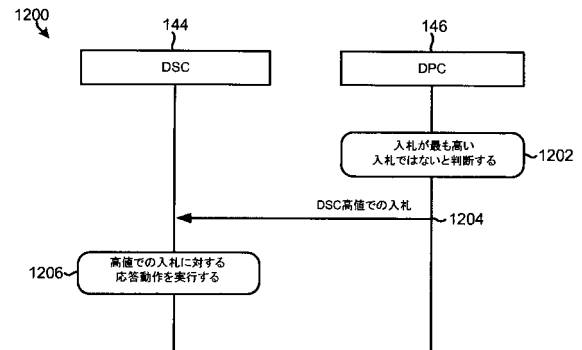 1200
144
146
DSC
DPC
入札が最も高い
入札ではないと判断する
1202
DSC高値での入札
1204
高値での入札に対する
応答動作を実行する
1206